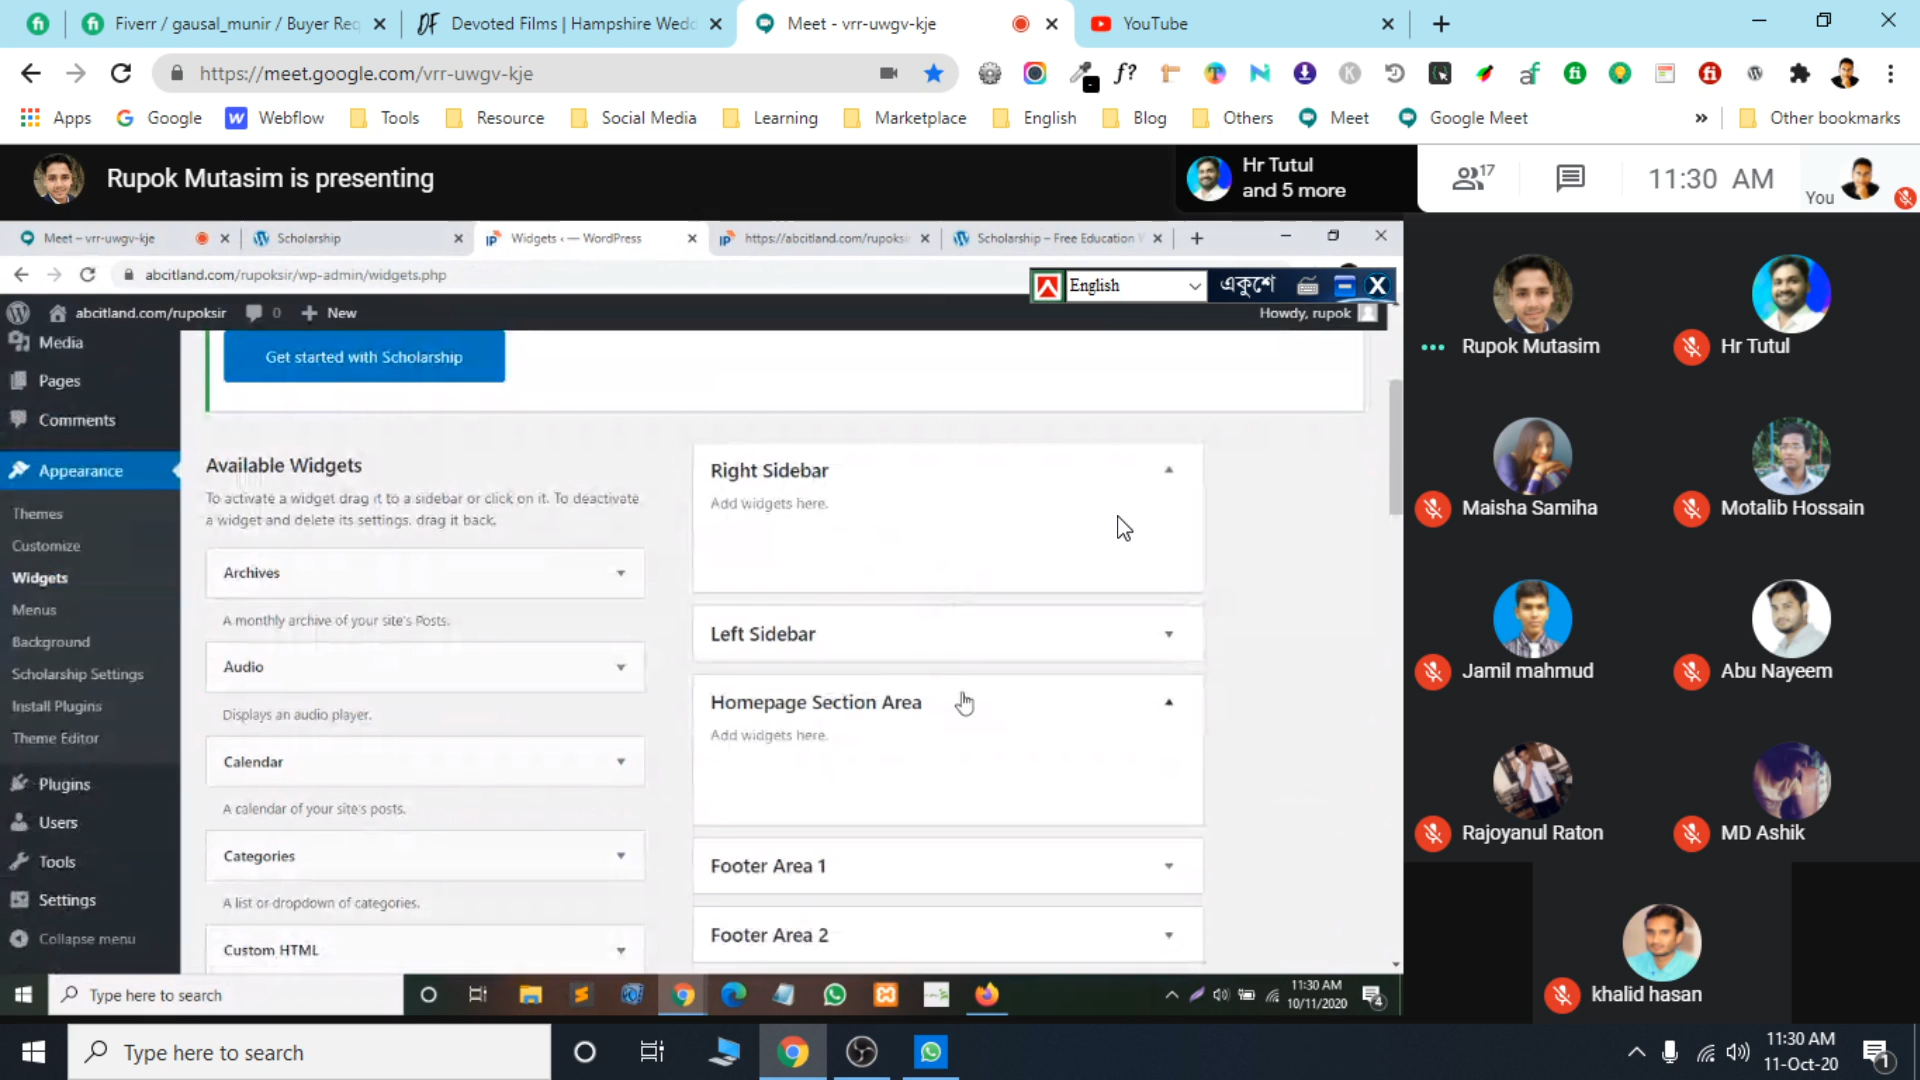 Fiverr / gausal_munir / Buyer Req
Devoted Films | Hampshire Wedd
Meet - vrr-uwgv-kje
YouTube
https://meet.google.com/vrr-uwgv-kje
Apps
Google
Webflow
Tools
Resource
Social Media
Learning
Marketplace
English
Blog
Others
Meet
Google Meet
Other bookmarks
Rupok Mutasim is presenting
Hr Tutul
and 5 more
17
11:30 AM
You
Meet – vrr-uwgv-kje
Scholarship
Widgets ‹ — WordPress
https://abcitland.com/rupoksi
Scholarship – Free Education
abcitland.com/rupoksir/wp-admin/widgets.php
English
একুশে
abcitland.com/rupoksir
0
New
Howdy, rupok
Media
Pages
Comments
Appearance
Themes
Customize
Widgets
Menus
Background
Scholarship Settings
Install Plugins
Theme Editor
Plugins
Users
Tools
Settings
Collapse menu
Get started with Scholarship
Available Widgets
To activate a widget drag it to a sidebar or click on it. To deactivate
a widget and delete its settings, drag it back.
Archives
A monthly archive of your site's Posts.
Audio
Displays an audio player.
Calendar
A calendar of your site's posts.
Categories
A list or dropdown of categories.
Custom HTML
Right Sidebar
Add widgets here.
Left Sidebar
Homepage Section Area
Add widgets here.
Footer Area 1
Footer Area 2
Rupok Mutasim
Hr Tutul
Maisha Samiha
Motalib Hossain
Jamil mahmud
Abu Nayeem
Rajoyanul Raton
MD Ashik
khalid hasan
Type here to search
11:30 AM
10/11/2020
4
Type here to search
11:30 AM
11-Oct-20
1